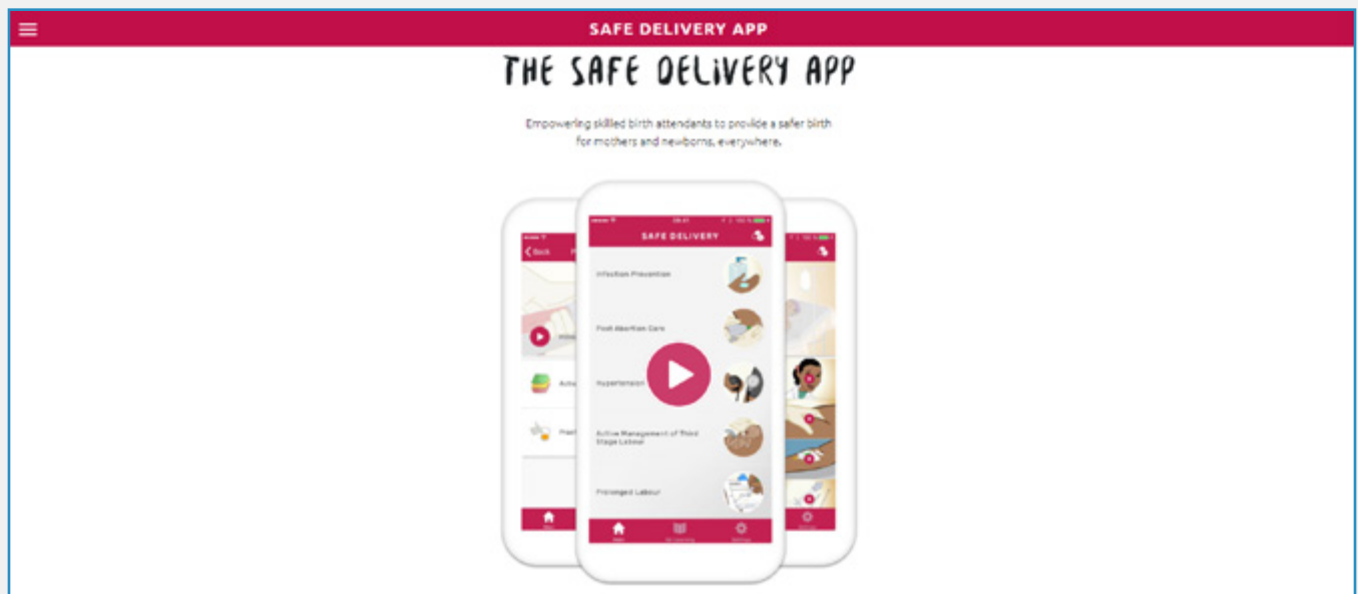 SAFE DELIVERY APP
THE SAFE DELIVERY APP
Empowering skilled birth attendants to provide a safer birth
for mothers and newborns, everywhere.
SAFE DELIVERY
Back
Infection Prevention
Post Abortion Care
Hypertension
Active Management of Third
Stage Labour
Prolonged Labour